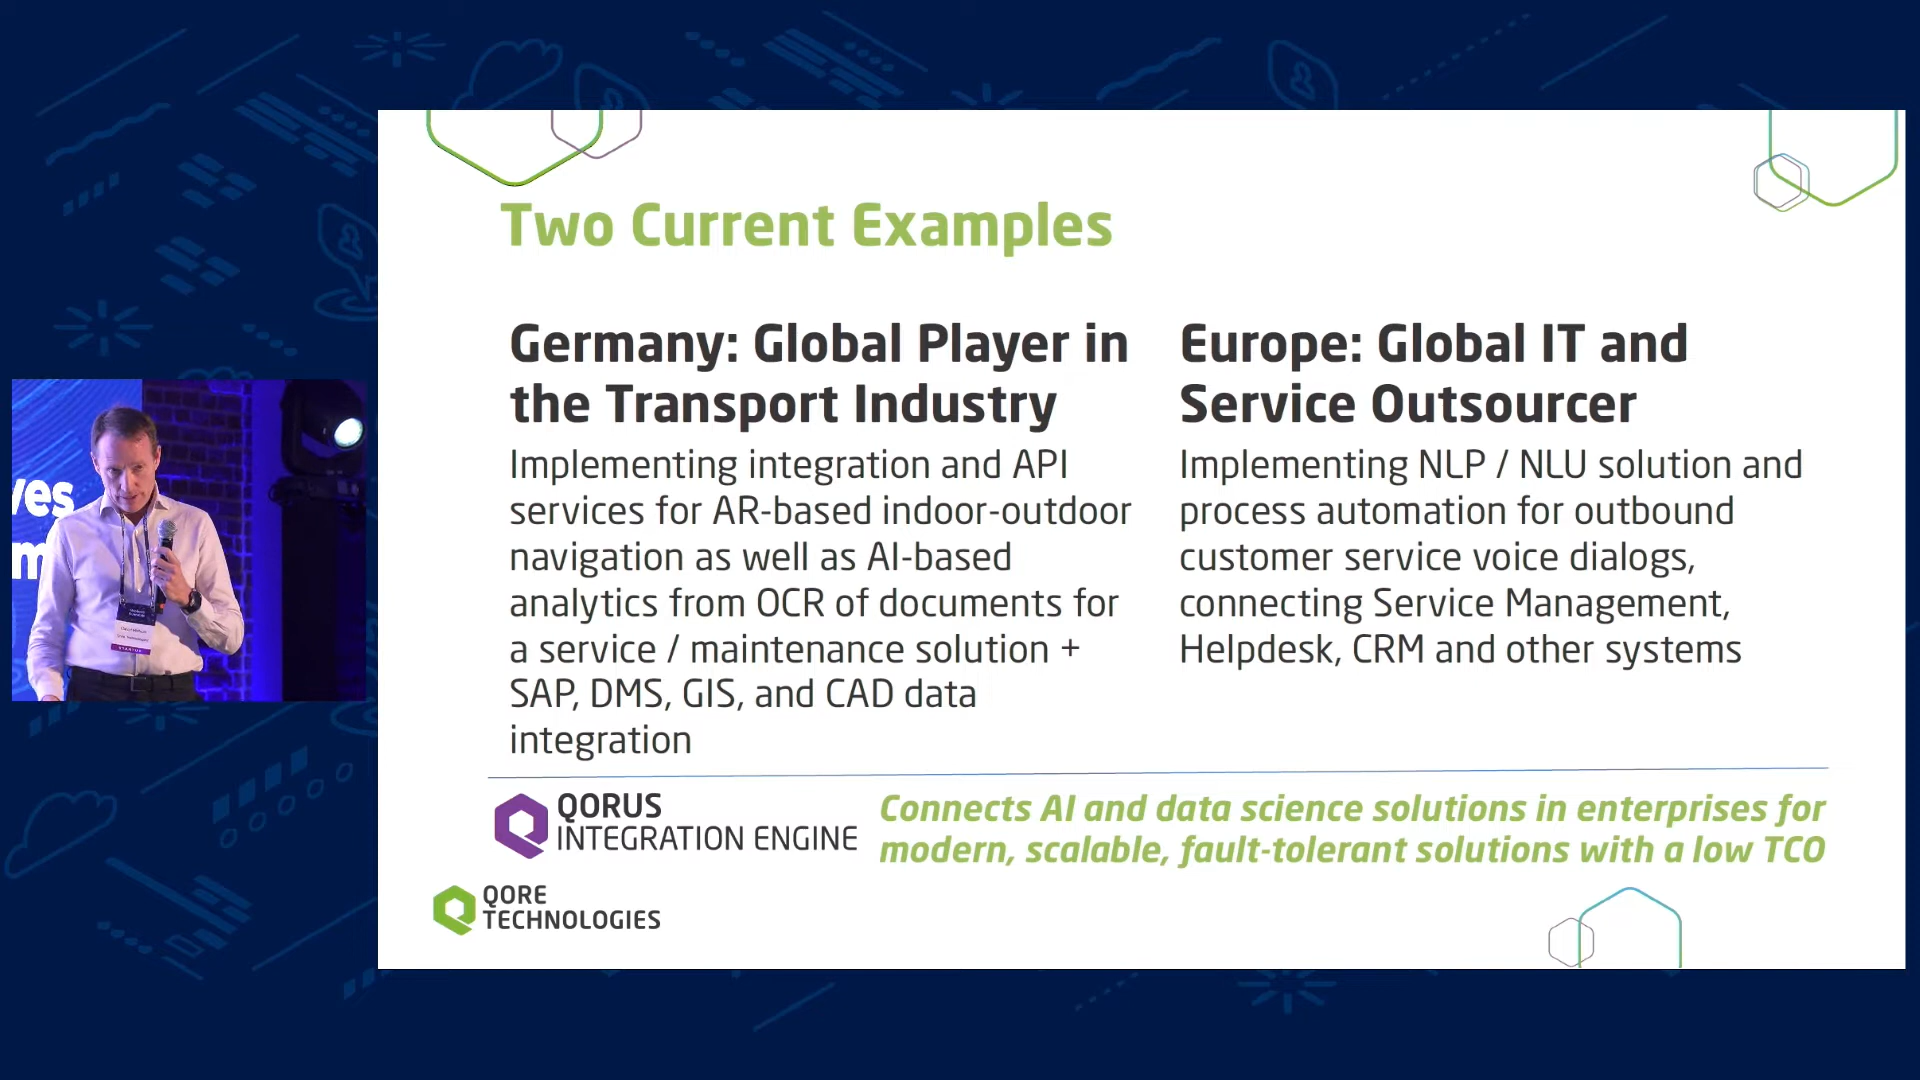 Two Current Examples
Germany: Global Player in
the Transport Industry
Implementing integration and API
services for AR-based indoor-outdoor
navigation as well as AI-based
analytics from OCR of documents for
a service / maintenance solution +
SAP, DMS, GIS, and CAD data
integration
Europe: Global IT and
Service Outsourcer
Implementing NLP / NLU solution and
process automation for outbound
customer service voice dialogs,
connecting Service Management,
Helpdesk, CRM and other systems
QORUS
INTEGRATION ENGINE
Connects AI and data science solutions in enterprises for
modern, scalable, fault-tolerant solutions with a low TCO
QORE
TECHNOLOGIES
ves
STARTUP